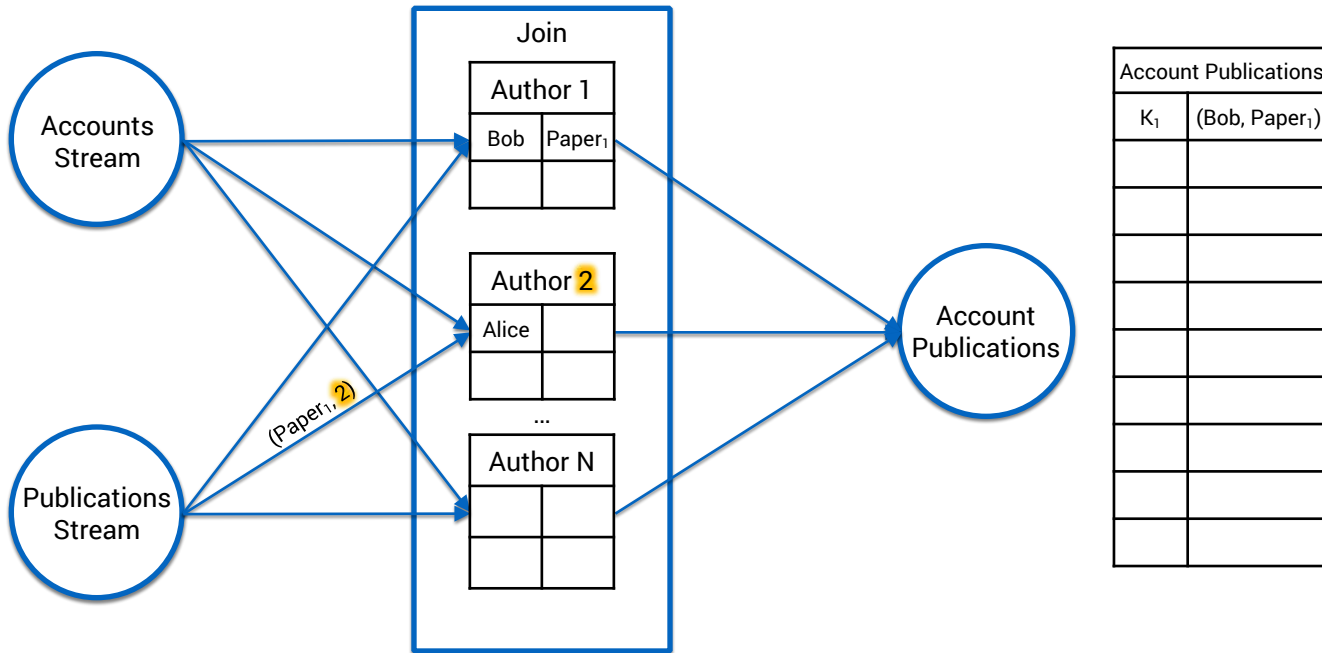 Accounts
Stream
Publications
Stream
(Paper₁, 2)
Join
Author 1
Bob Paper₁
Author 2
Alice
...
Author N
Account
Publications
Account Publications
K₁ (Bob, Paper₁)